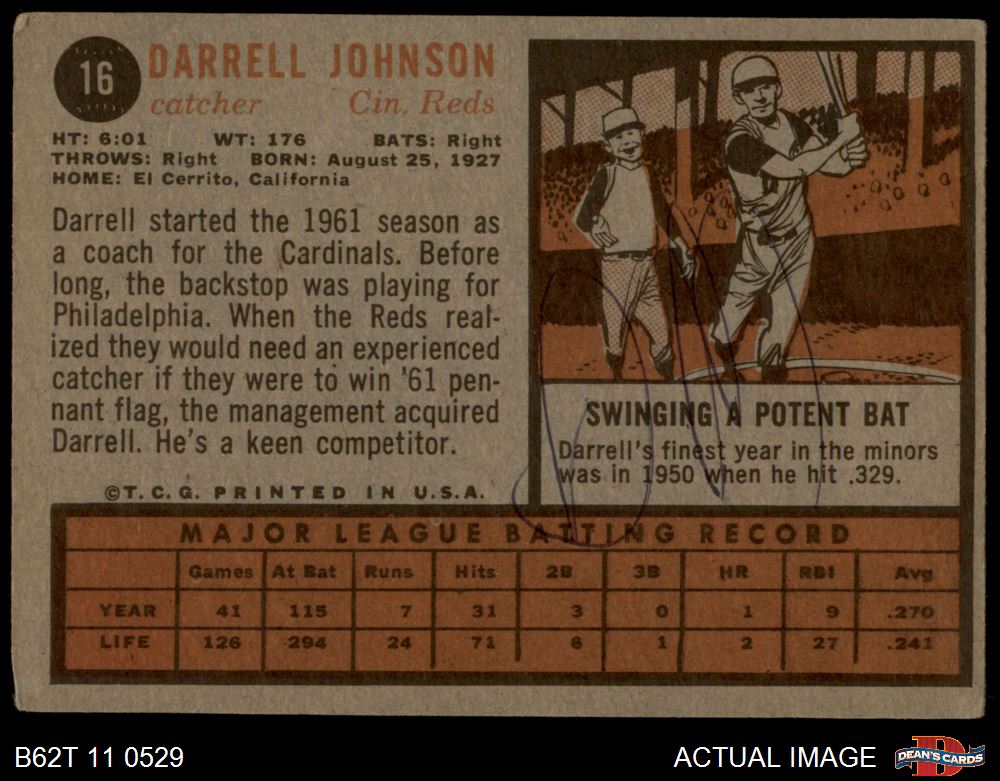 16
DARRELL JOHNSON
catcher Cin. Reds
HT: 6:01 WT: 176 BATS: Right
THROWS: Right BORN: August 25, 1927
HOME: El Cerrito, California
Darrell started the 1961 season as
a coach for the Cardinals. Before
long, the backstop was playing for
Philadelphia. When the Reds real-
ized they would need an experienced
catcher if they were to win '61 pen-
nant flag, the management acquired
Darrell. He's a keen competitor.
©T.C.G. PRINTED IN U.S.A.
SWINGING A POTENT BAT
Darrell's finest year in the minors
was in 1950 when he hit .329.
MAJOR LEAGUE BATTING RECORD
Games At Bat Runs Hits 2B 3B HR RBI Avg
YEAR 41 115 7 31 3 0 1 9 .270
LIFE 126 294 24 71 6 1 2 27 .241
B62T 11 0529
ACTUAL IMAGE
D
DEAN'S CARDS